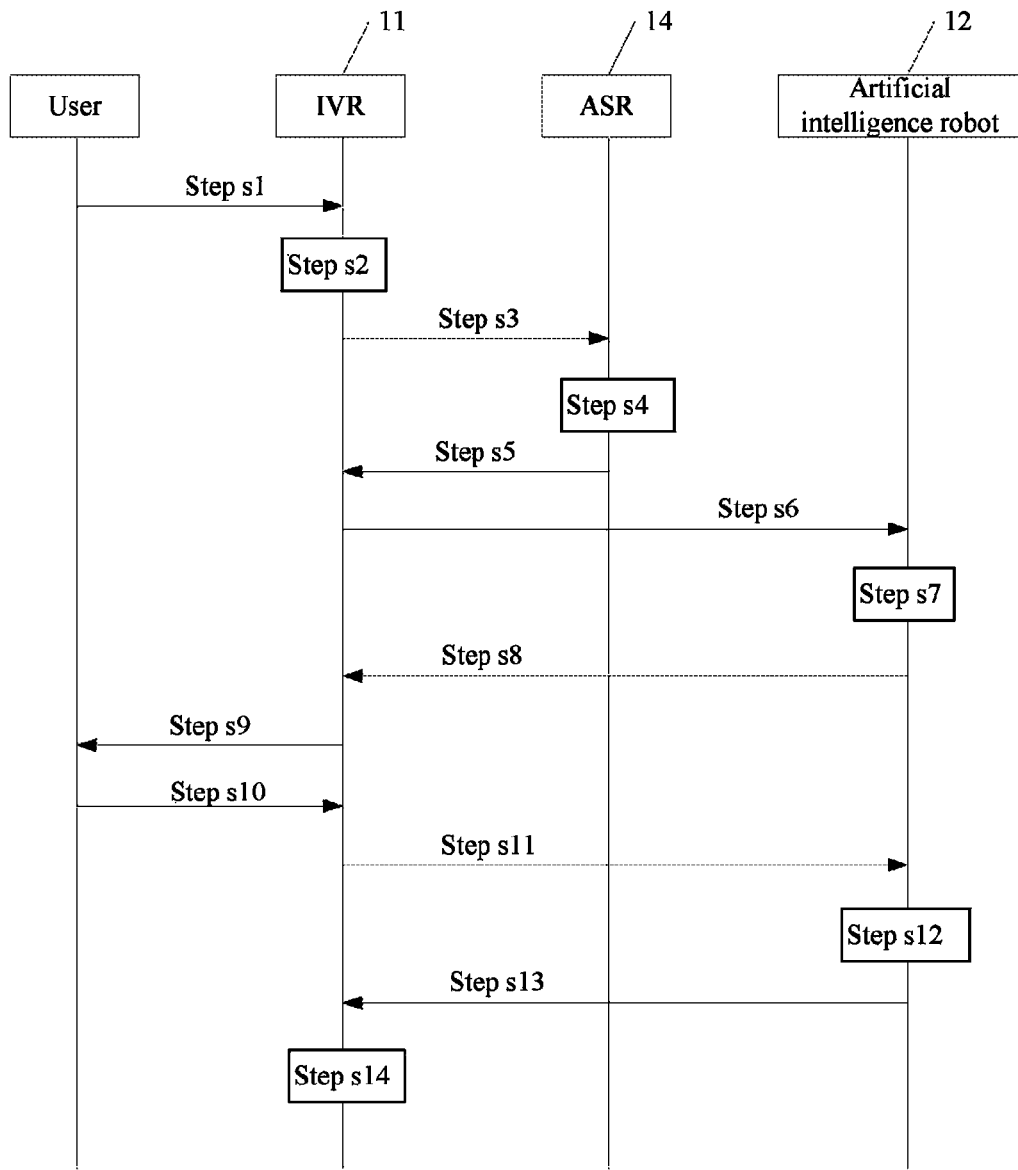 11
14
12
User
IVR
ASR
Artificial
intelligence robot
Step s1
Step s2
Step s3
Step s4
Step s5
Step s6
Step s7
Step s8
Step s9
Step s10
Step s11
Step s12
Step s13
Step s14